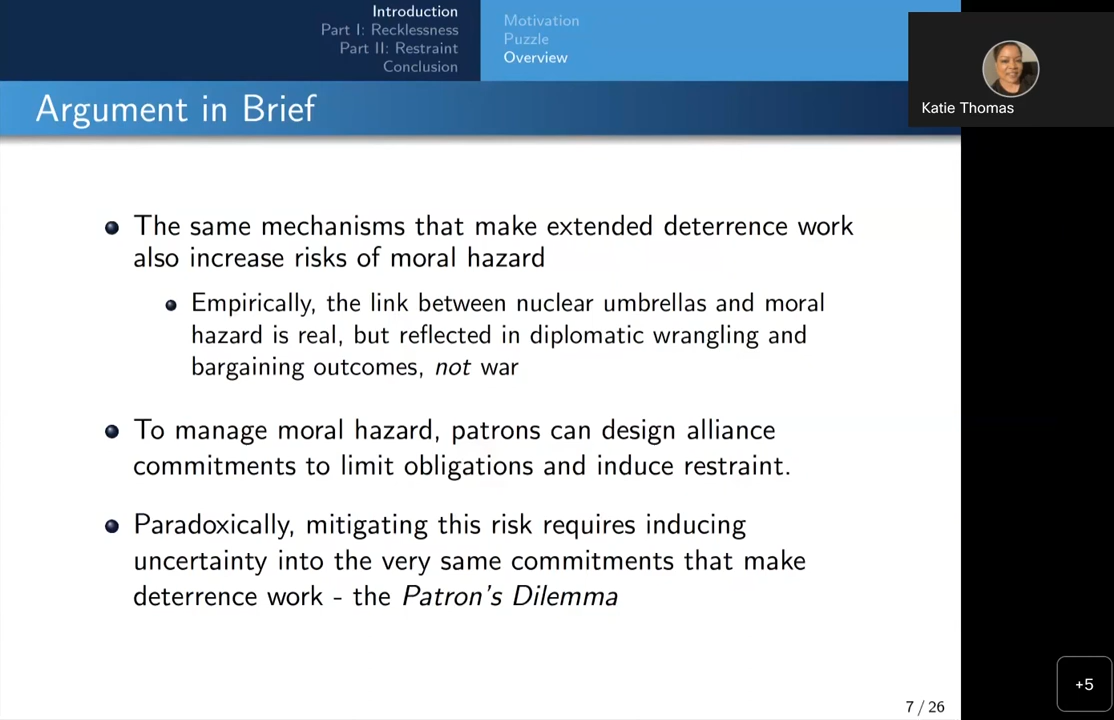 Introduction
Part I: Recklessness
Part II: Restraint
Conclusion
Motivation
Puzzle
Overview
Katie Thomas
Argument in Brief
The same mechanisms that make extended deterrence work
also increase risks of moral hazard
Empirically, the link between nuclear umbrellas and moral
hazard is real, but reflected in diplomatic wrangling and
bargaining outcomes, not war
To manage moral hazard, patrons can design alliance
commitments to limit obligations and induce restraint.
Paradoxically, mitigating this risk requires inducing
uncertainty into the very same commitments that make
deterrence work - the Patron's Dilemma
+5
7 / 26